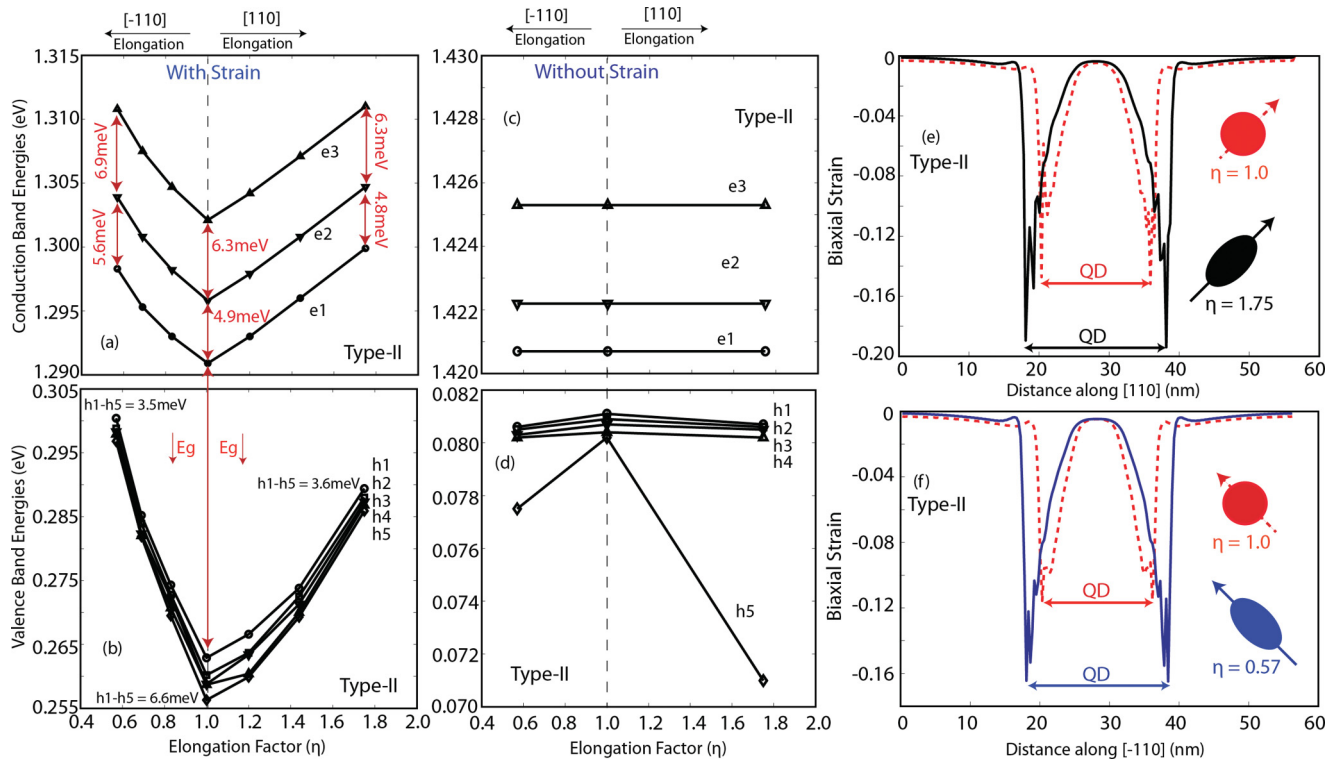 [-110]
[110]
Elongation
Elongation
With Strain
1.315
1.310
1.305
1.300
1.295
1.290
Conduction Band Energies (eV)
6.9meV
5.6meV
6.3meV
4.9meV
6.3meV
4.8meV
e3
e2
e1
(a)
Type-II
0.305
0.295
0.285
0.275
0.265
0.255
Valence Band Energies (eV)
h1-h5 = 3.5meV
Eg
Eg
h1-h5 = 3.6meV
h1
h2
h3
h4
h5
(b)
h1-h5 = 6.6meV
Type-II
0.4
0.6
0.8
1.0
1.2
1.4
1.6
1.8
2.0
Elongation Factor (η)
[-110]
[110]
Elongation
Elongation
Without Strain
1.430
1.428
1.426
1.424
1.422
1.420
(c)
Type-II
e3
e2
e1
0.082
0.080
0.078
0.076
0.074
0.072
0.070
h1
h2
h3
h4
(d)
h5
Type-II
0.4
0.6
0.8
1.0
1.2
1.4
1.6
1.8
2.0
Elongation Factor (η)
0
-0.04
-0.08
-0.12
-0.16
-0.20
Biaxial Strain
(e)
Type-II
η = 1.0
QD
η = 1.75
QD
0
10
20
30
40
50
60
Distance along [110] (nm)
0
-0.04
-0.08
-0.12
-0.16
Biaxial Strain
(f)
Type-II
η = 1.0
QD
η = 0.57
QD
0
10
20
30
40
50
60
Distance along [-110] (nm)